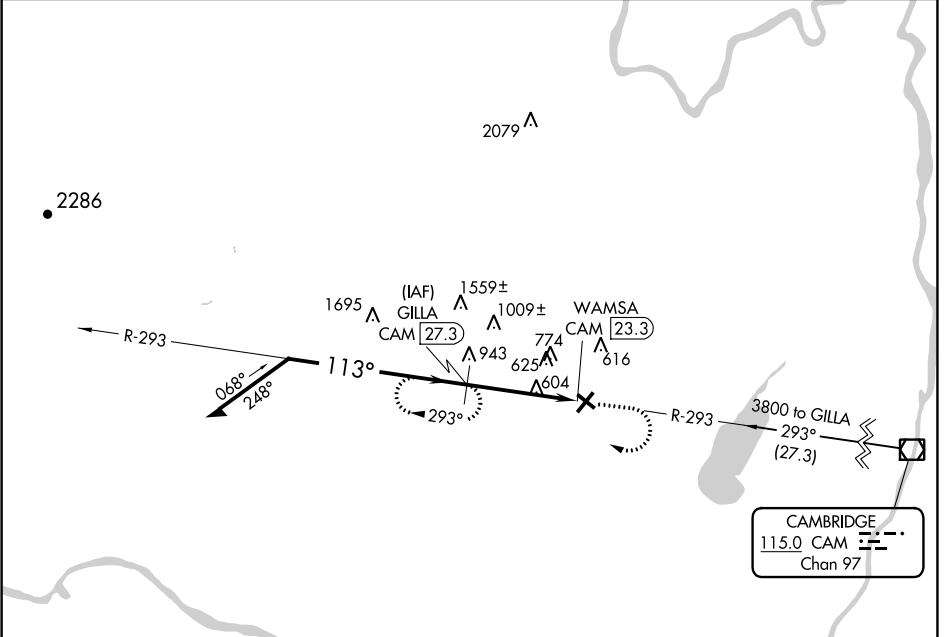 2079
2286
(IAF)
GILLA
CAM 27.3
1695
1559±
1009±
WAMSA
CAM 23.3
943
774
625
616
604
R-293
113°
068°
248°
293°
R-293
3800 to GILLA
293°
(27.3)
CAMBRIDGE
115.0 CAM
Chan 97